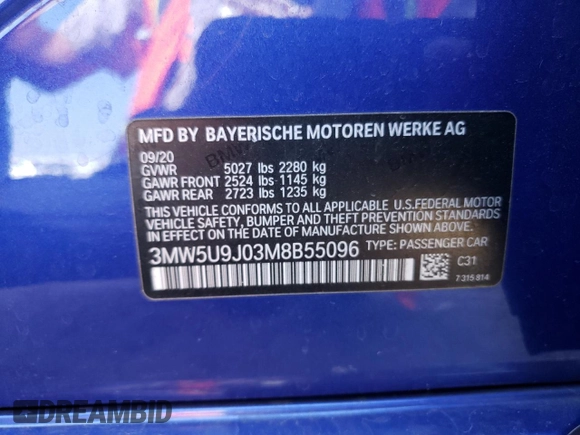 MFD BY BAYERISCHE MOTOREN WERKE AG
09/20
GVWR 5027 lbs 2280 kg
GAWR FRONT 2524 lbs 1145 kg
GAWR REAR 2723 lbs 1235 kg
THIS VEHICLE CONFORMS TO ALL APPLICABLE U.S.FEDERAL MOTOR
VEHICLE SAFETY, BUMPER AND THEFT PREVENTION STANDARDS
IN EFFECT ON THE DATE OF MANUFACTURE SHOWN ABOVE.
3MW5U9J03M8B55096 TYPE: PASSENGER CAR
C31
7 315 814
DREAMBID